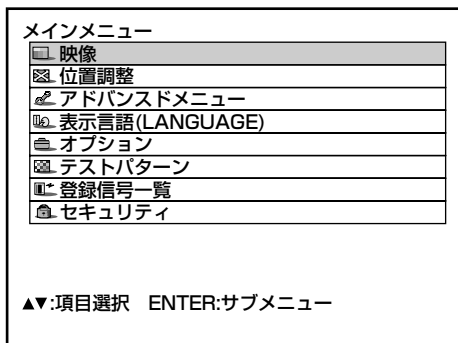 メインメニュー
映像
位置調整
アドバンスドメニュー
表示言語(LANGUAGE)
オプション
テストパターン
登録信号一覧
セキュリティ
▲▼:項目選択 ENTER:サブメニュー